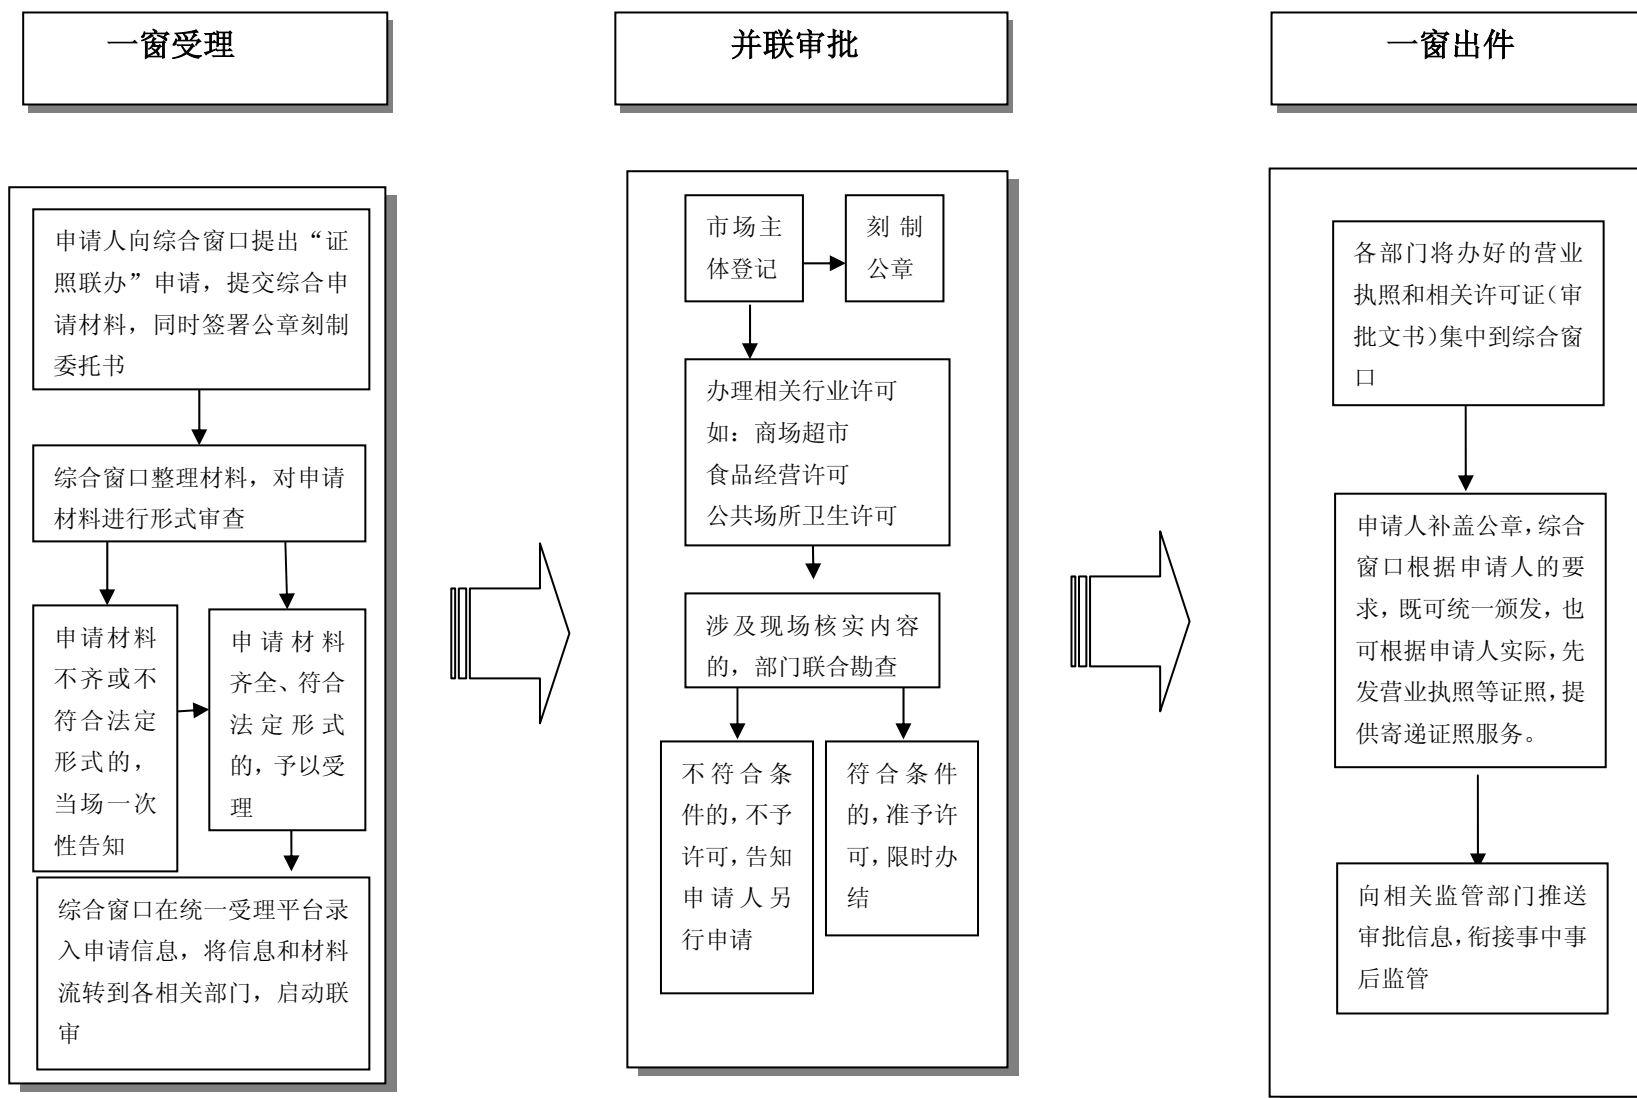 一窗受理
并联审批
一窗出件
申请人向综合窗口提出“证
照联办”申请，提交综合申
请材料，同时签署公章刻制
委托书
综合窗口整理材料，对申请
材料进行形式审查
申请材料
不齐或不
符合法定
形式的，
当场一次
性告知
申请材料
齐全、符合
法定形式
的，予以受
理
综合窗口在统一受理平台录
入申请信息，将信息和材料
流转到各相关部门，启动联
审
市场主
体登记
刻制
公章
办理相关行业许可
如：商场超市
食品经营许可
公共场所卫生许可
涉及现场核实内容
的，部门联合勘查
不符合条
件的，不予
许可，告知
申请人另
行申请
符合条件
的，准予许
可，限时办
结
各部门将办好的营业
执照和相关许可证（审
批文书）集中到综合窗
口
申请人补盖公章，综合
窗口根据申请人的要
求，既可统一颁发，也
可根据申请人实际，先
发营业执照等证照，提
供寄递证照服务。
向相关监管部门推送
审批信息，衔接事中事
后监管